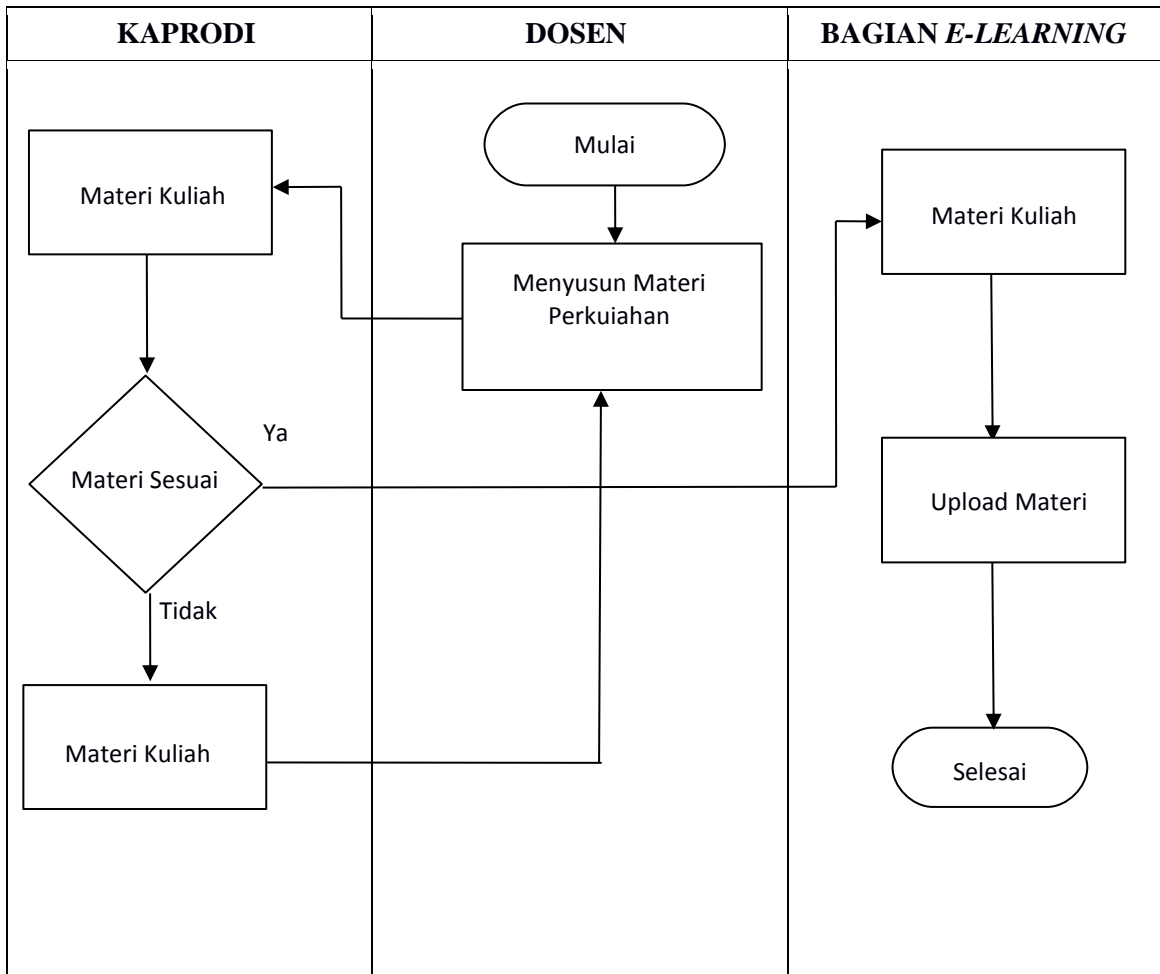 KAPRODI
DOSEN
BAGIAN E-LEARNING
Mulai
Materi Kuliah
Menyusun Materi
Perkuiahan
Materi Kuliah
Ya
Materi Sesuai
Upload Materi
Tidak
Materi Kuliah
Selesai